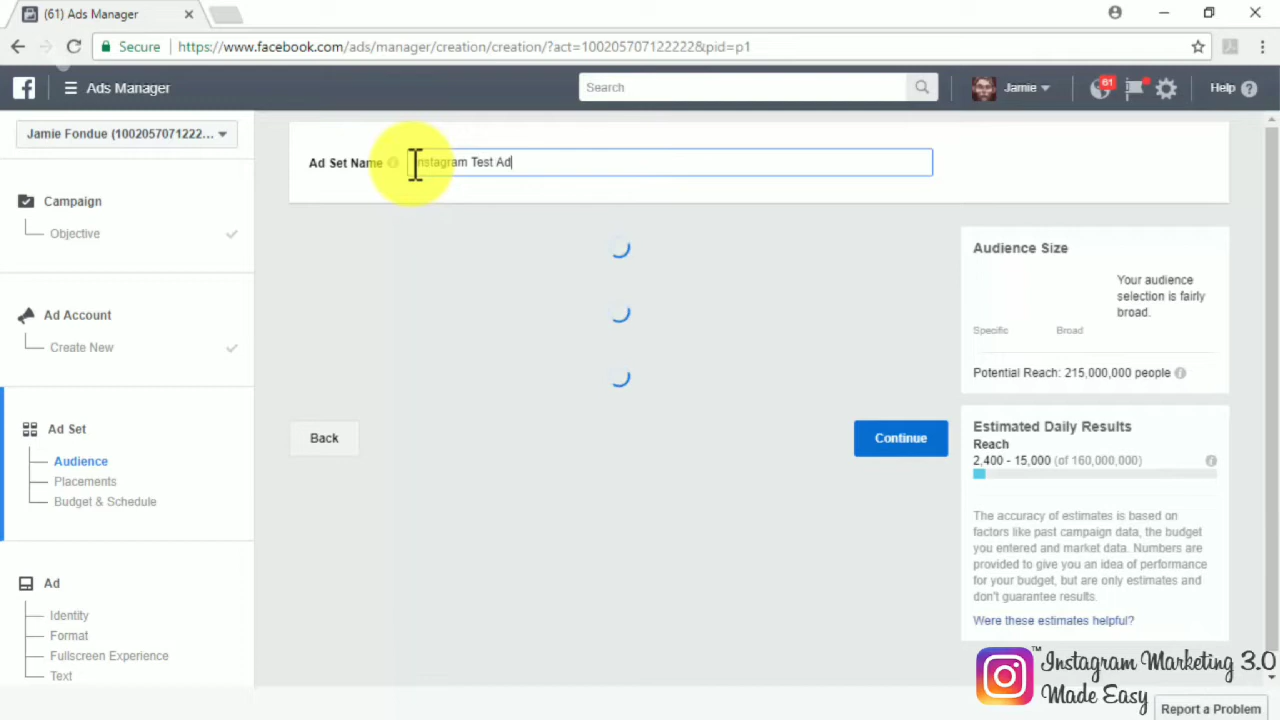 (61) Ads Manager
Secure https://www.facebook.com/ads/manager/creation/creation/?act=1002057071222228&pid=p1
Ads Manager
Search
Jamie
61
Help
Jamie Fondue (1002057071222...
Campaign
Objective
Ad Account
Create New
Ad Set
Audience
Placements
Budget & Schedule
Ad
Identity
Format
Fullscreen Experience
Text
Ad Set Name
Instagram Test Ad
Back
Continue
Audience Size
Your audience
selection is fairly
broad.
Specific
Broad
Potential Reach: 215,000,000 people
Estimated Daily Results
Reach
2,400 - 15,000 (of 160,000,000)
The accuracy of estimates is based on
factors like past campaign data, the budget
you entered and market data. Numbers are
provided to give you an idea of performance
for your budget, but are only estimates and
don't guarantee results.
Were these estimates helpful?
™
Instagram Marketing 3.0
Made Easy
Report a Problem